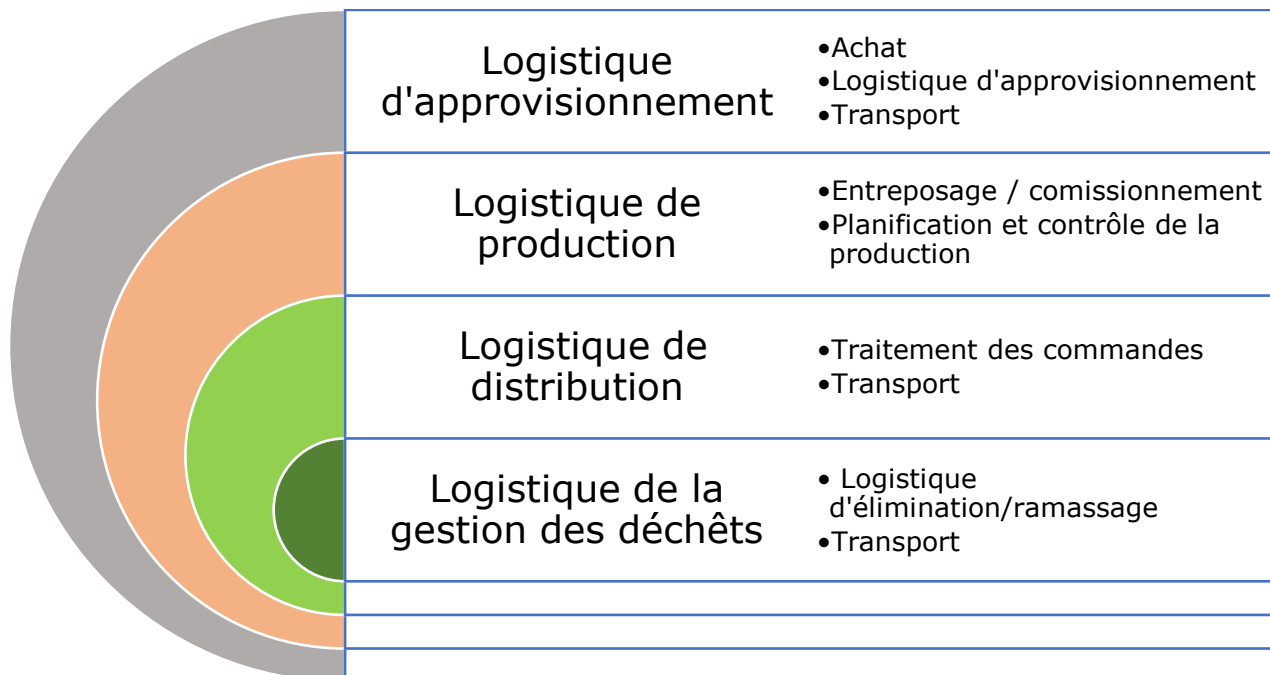 Logistique
d'approvisionnement
•Achat
•Logistique d'approvisionnement
•Transport
Logistique de
production
•Entreposage / comissionnement
•Planification et contrôle de la
production
Logistique de
distribution
•Traitement des commandes
•Transport
Logistique de la
gestion des déchêts
• Logistique
d'élimination/ramassage
•Transport